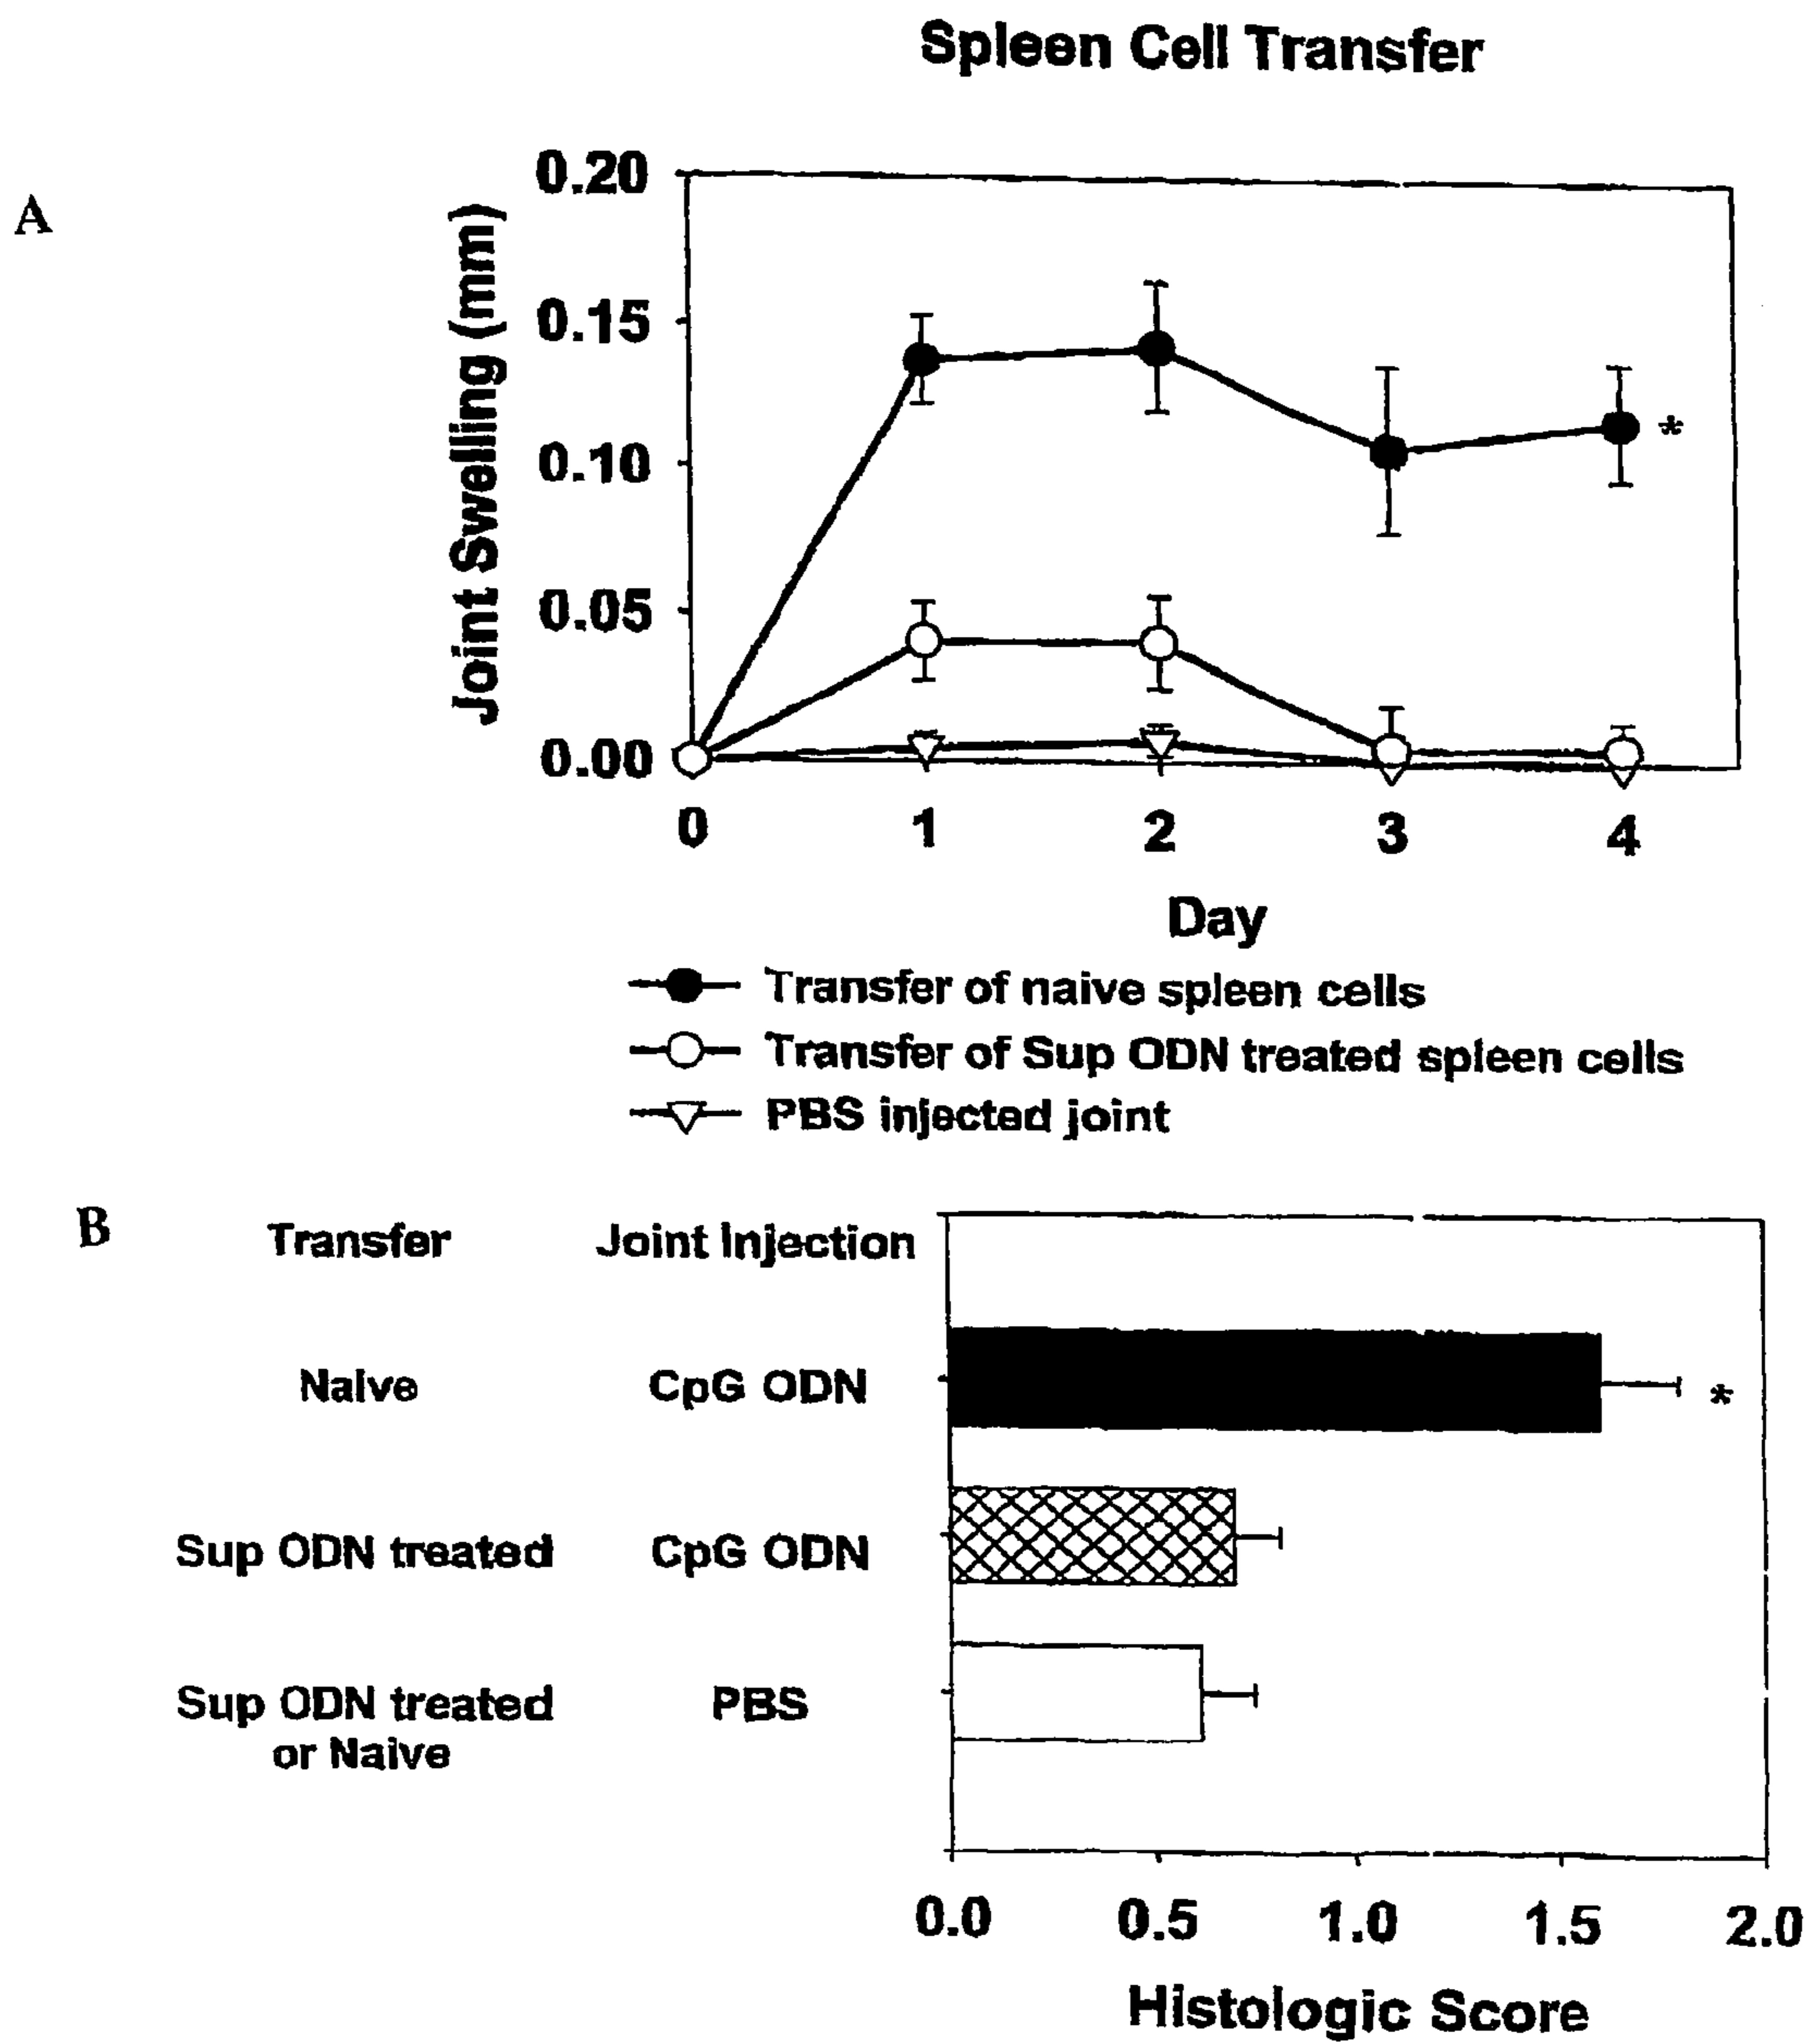 Spleen Cell Transfer
A
Joint Swelling (mm)
0.20
0.15
0.10
0.05
0.00
0 1 2 3 4
*
Day
Transfer of naive spleen cells
Transfer of Sup ODN treated spleen cells
PBS injected joint
B
Transfer Joint Injection
Naive CpG ODN
*
Sup ODN treated CpG ODN
Sup ODN treated PBS
or Naive
0.0 0.5 1.0 1.5 2.0
Histologic Score